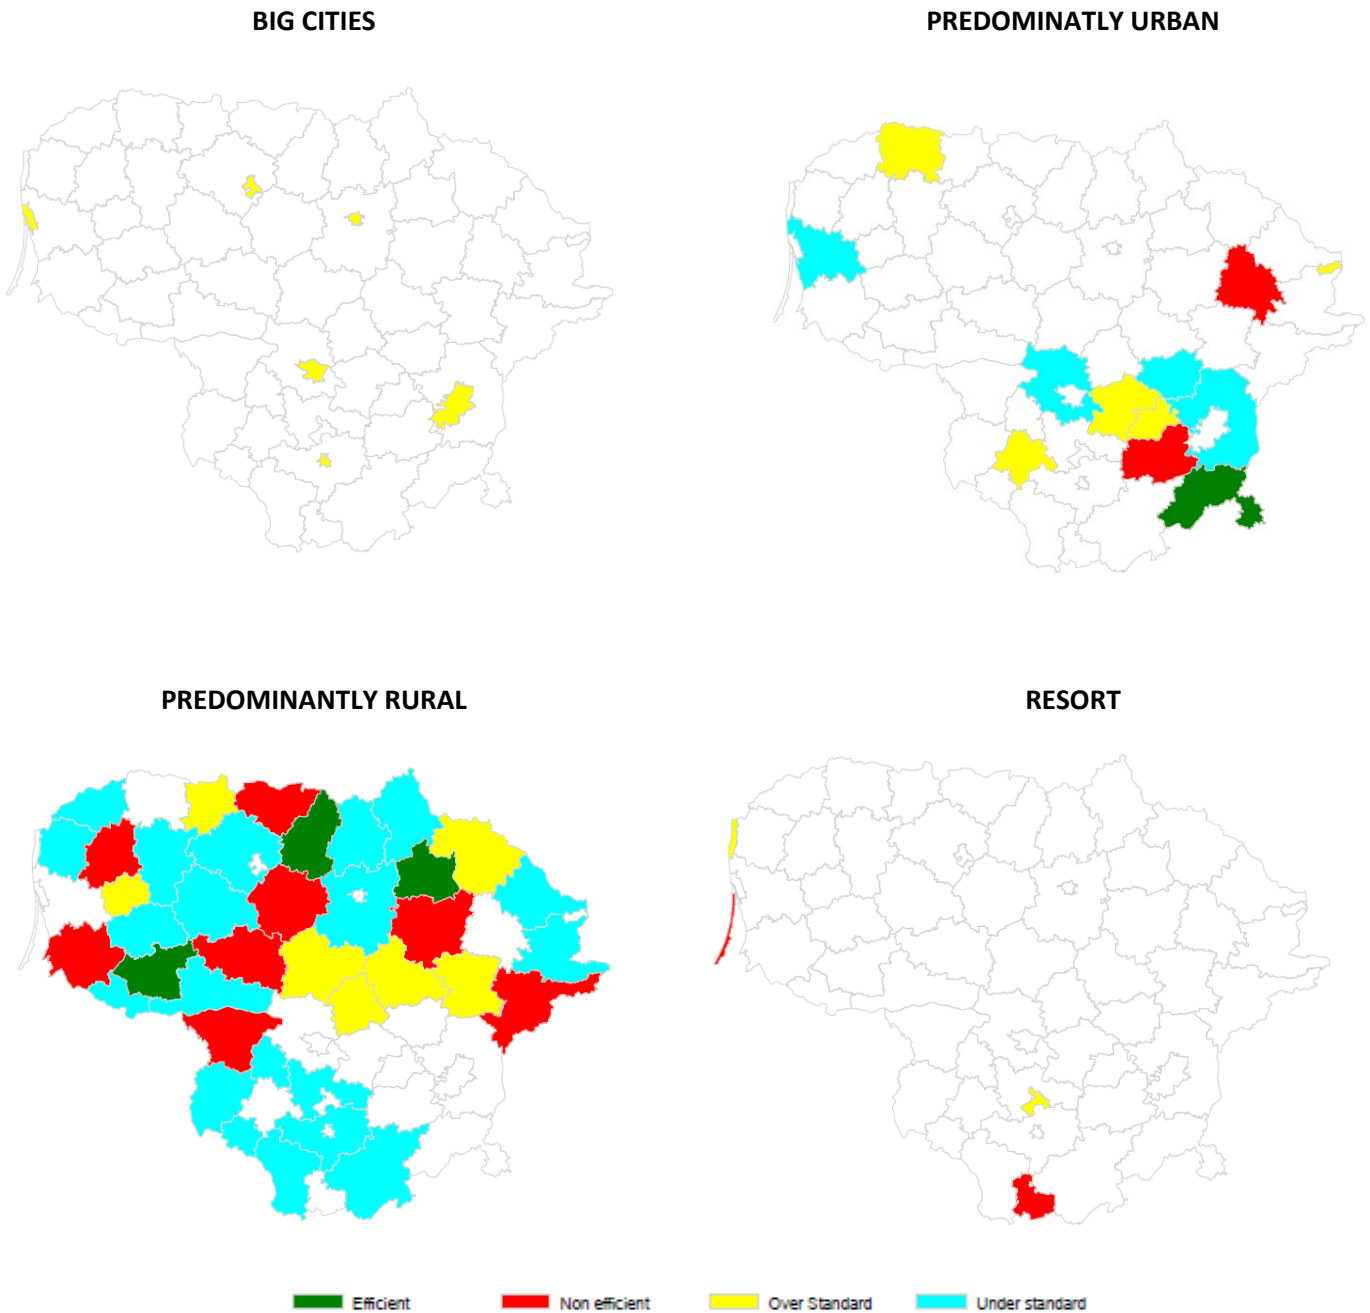 BIG CITIES
PREDOMINATLY URBAN
PREDOMINANTLY RURAL
RESORT
Efficient
Non efficient
Over Standard
Under standard